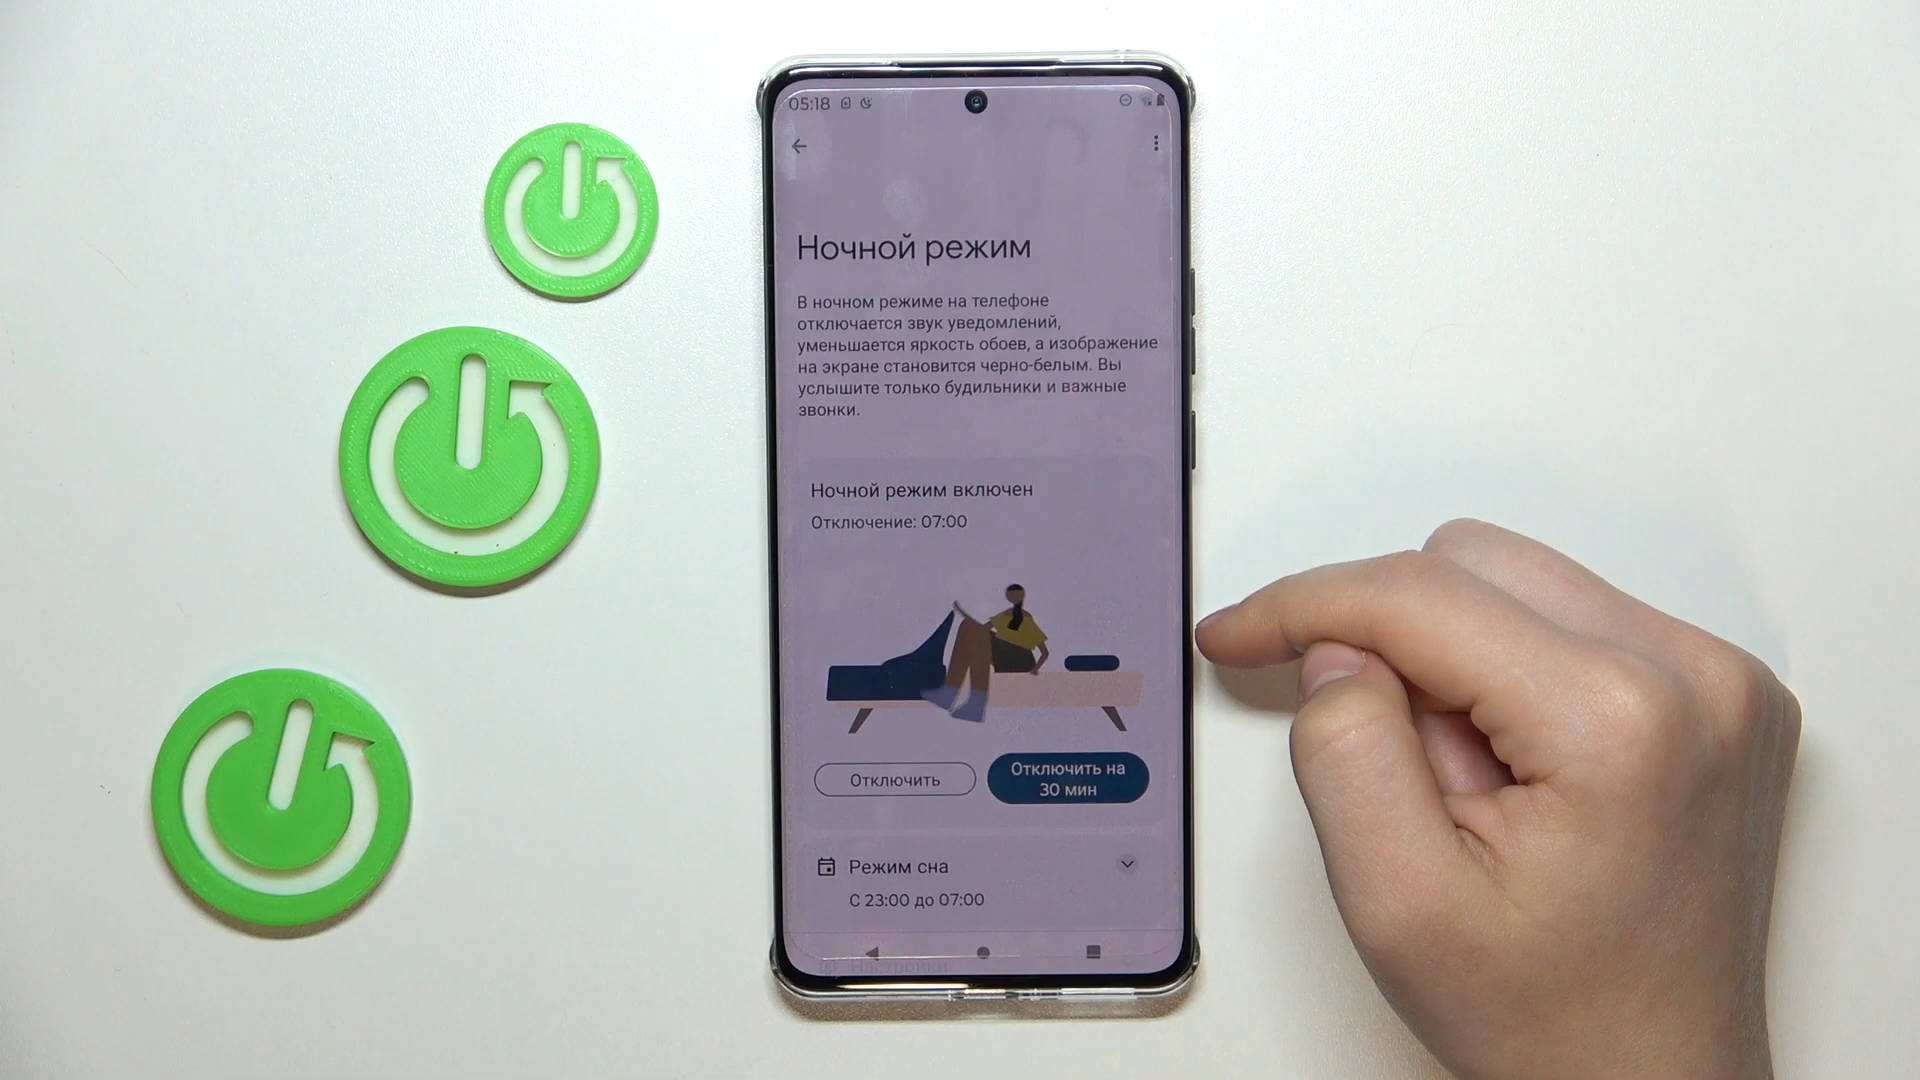 05:18
Ночной режим
В ночном режиме на телефоне
отключается звук уведомлений,
уменьшается яркость обоев, а изображение
на экране становится черно-белым. Вы
услышите только будильники и важные
звонки.
Ночной режим включен
Отключение: 07:00
Отключить
Отключить на
30 мин
Режим сна
С 23:00 до 07:00
Настройки